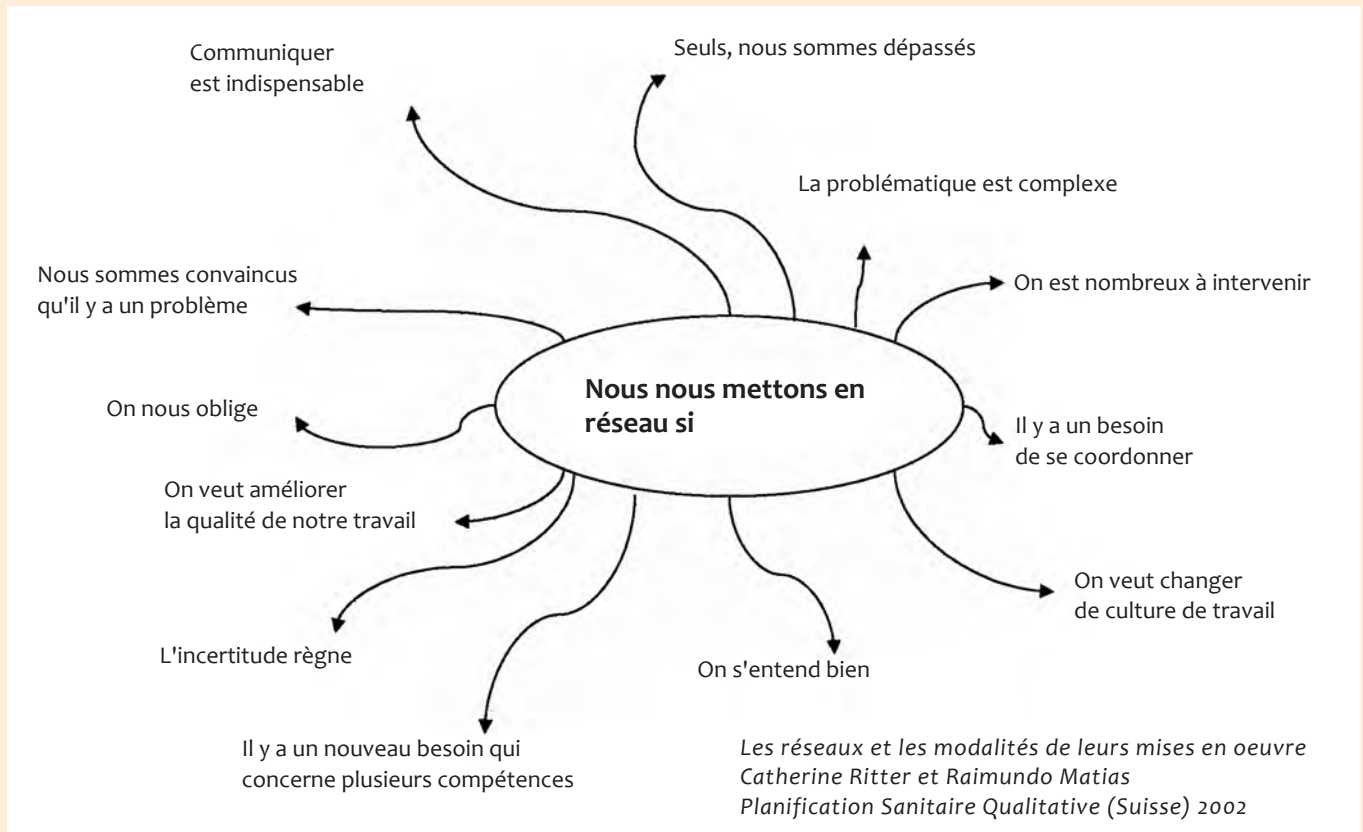 Communiquer
est indispensable
Seuls, nous sommes dépassés
La problématique est complexe
Nous sommes convaincus
qu'il y a un problème
On est nombreux à intervenir
Nous nous mettons en
réseau si
On nous oblige
Il y a un besoin
de se coordonner
On veut améliorer
la qualité de notre travail
On veut changer
de culture de travail
L'incertitude règne
On s'entend bien
Il y a un nouveau besoin qui
concerne plusieurs compétences
Les réseaux et les modalités de leurs mises en oeuvre
Catherine Ritter et Raimundo Matias
Planification Sanitaire Qualitative (Suisse) 2002